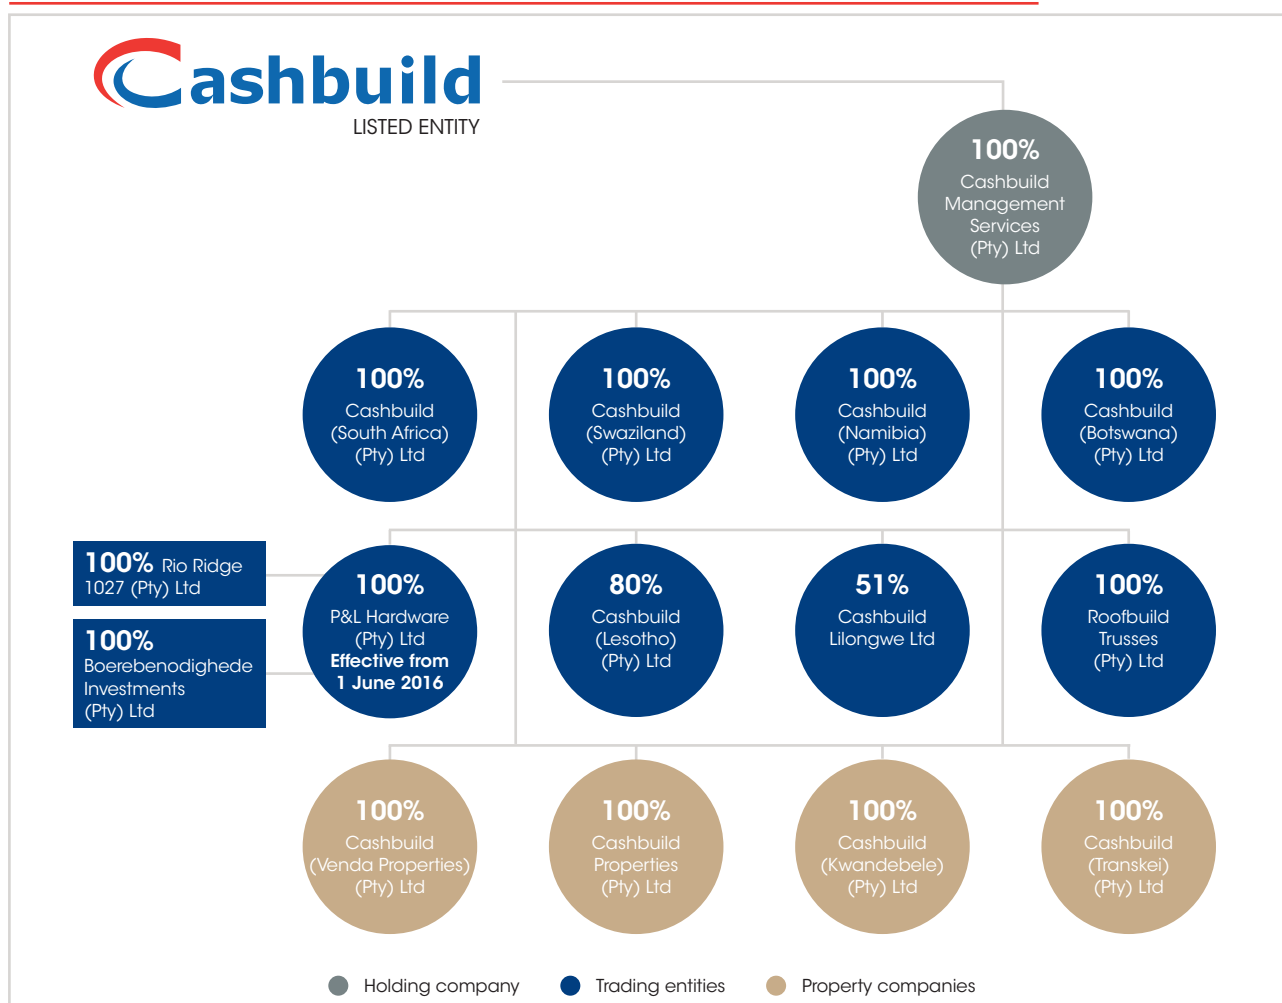 Cashbuild
LISTED ENTITY
100%
Cashbuild
Management
Services
(Pty) Ltd
100%
Cashbuild
(South Africa)
(Pty) Ltd
100%
Cashbuild
(Swaziland)
(Pty) Ltd
100%
Cashbuild
(Namibia)
(Pty) Ltd
100%
Cashbuild
(Botswana)
(Pty) Ltd
100% Rio Ridge
1027 (Pty) Ltd
100%
Boerebenodighede
Investments
(Pty) Ltd
100%
P&L Hardware
(Pty) Ltd
Effective from
1 June 2016
80%
Cashbuild
(Lesotho)
(Pty) Ltd
51%
Cashbuild
Lilongwe Ltd
100%
Roofbuild
Trusses
(Pty) Ltd
100%
Cashbuild
(Venda Properties)
(Pty) Ltd
100%
Cashbuild
Properties
(Pty) Ltd
100%
Cashbuild
(Kwandebele)
(Pty) Ltd
100%
Cashbuild
(Transkei)
(Pty) Ltd
Holding company
Trading entities
Property companies